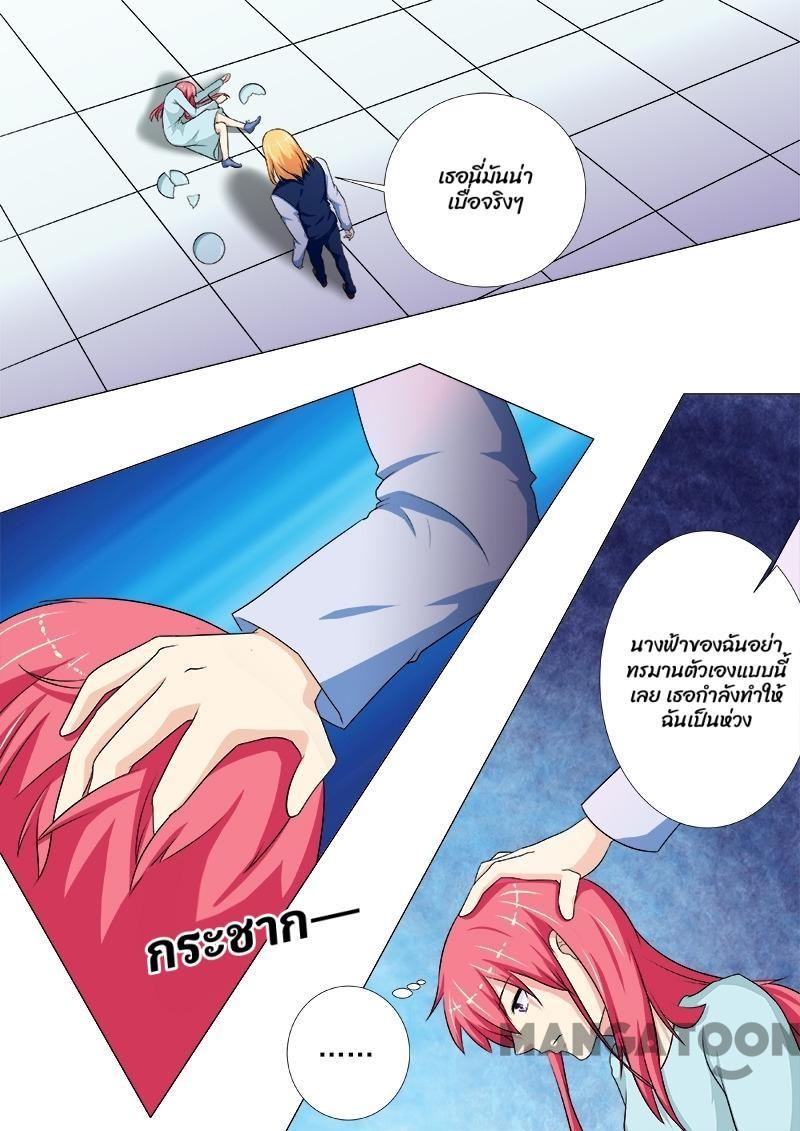 เธอนี่มันน่า
เบื่อจริงๆ
นางฟ้าของฉันอย่า
ทรมานตัวเองแบบนี้
เลย เธอกำลังทำให้
ฉันเป็นห่วง
กระชาก—
......
MANGATOON